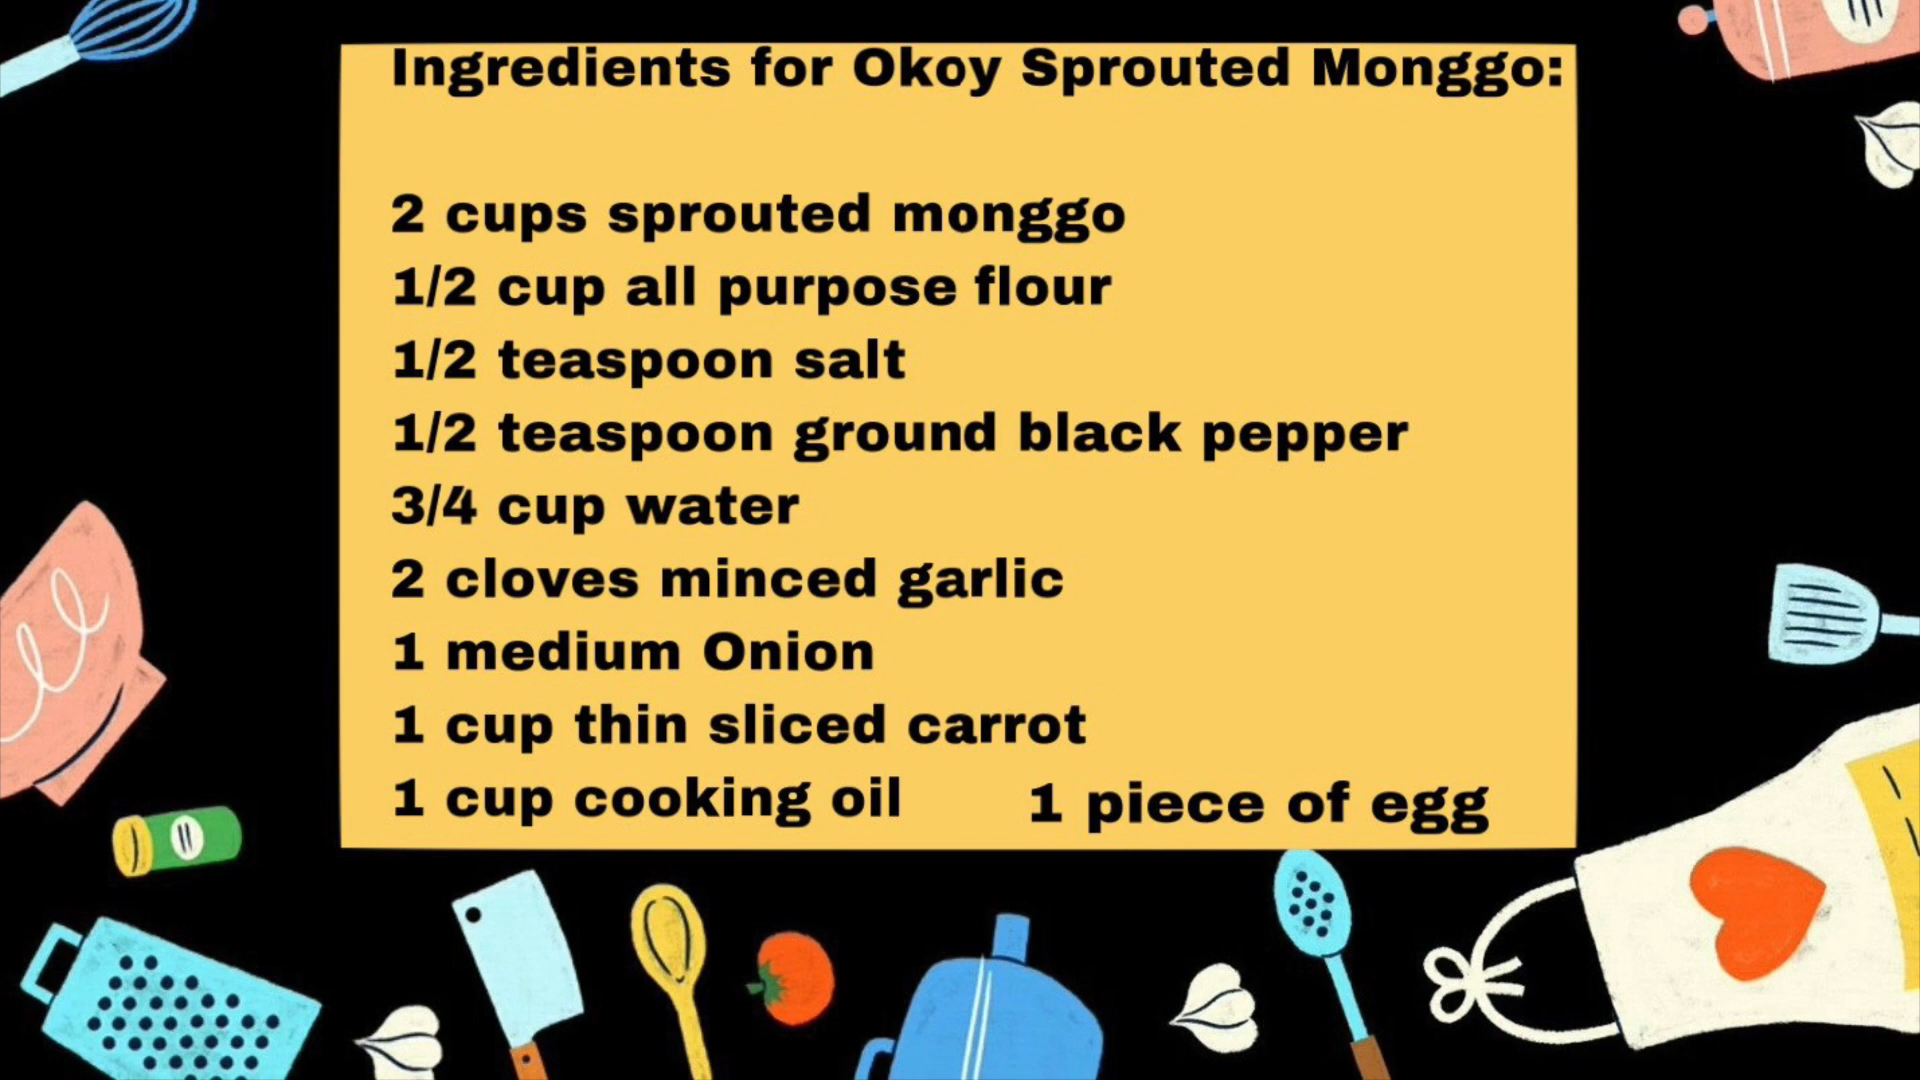 Ingredients for Okoy Sprouted Monggo:
2 cups sprouted monggo
1/2 cup all purpose flour
1/2 teaspoon salt
1/2 teaspoon ground black pepper
3/4 cup water
2 cloves minced garlic
1 medium Onion
1 cup thin sliced carrot
1 cup cooking oil 1 piece of egg